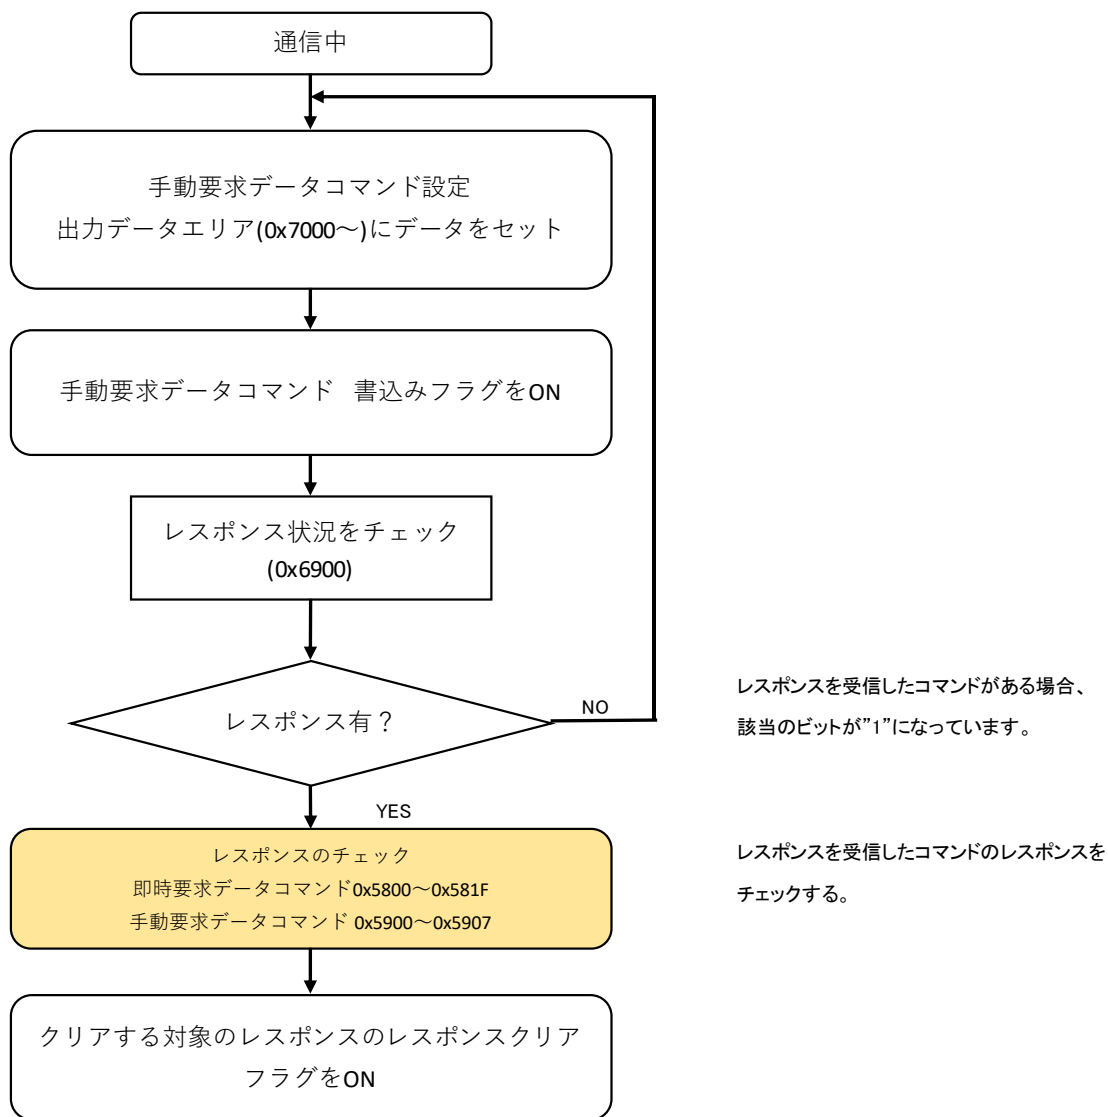 通信中
手動要求データコマンド設定
出力データエリア(0x7000～)にデータをセット
手動要求データコマンド 書込みフラグをON
レスポンス状況をチェック
(0x6900)
レスポンス有？
NO
レスポンスを受信したコマンドがある場合、
該当のビットが”1”になっています。
YES
レスポンスのチェック
即時要求データコマンド0x5800～0x581F
手動要求データコマンド 0x5900～0x5907
レスポンスを受信したコマンドのレスポンスを
チェックする。
クリアする対象のレスポンスのレスポンスクリア
フラグをON